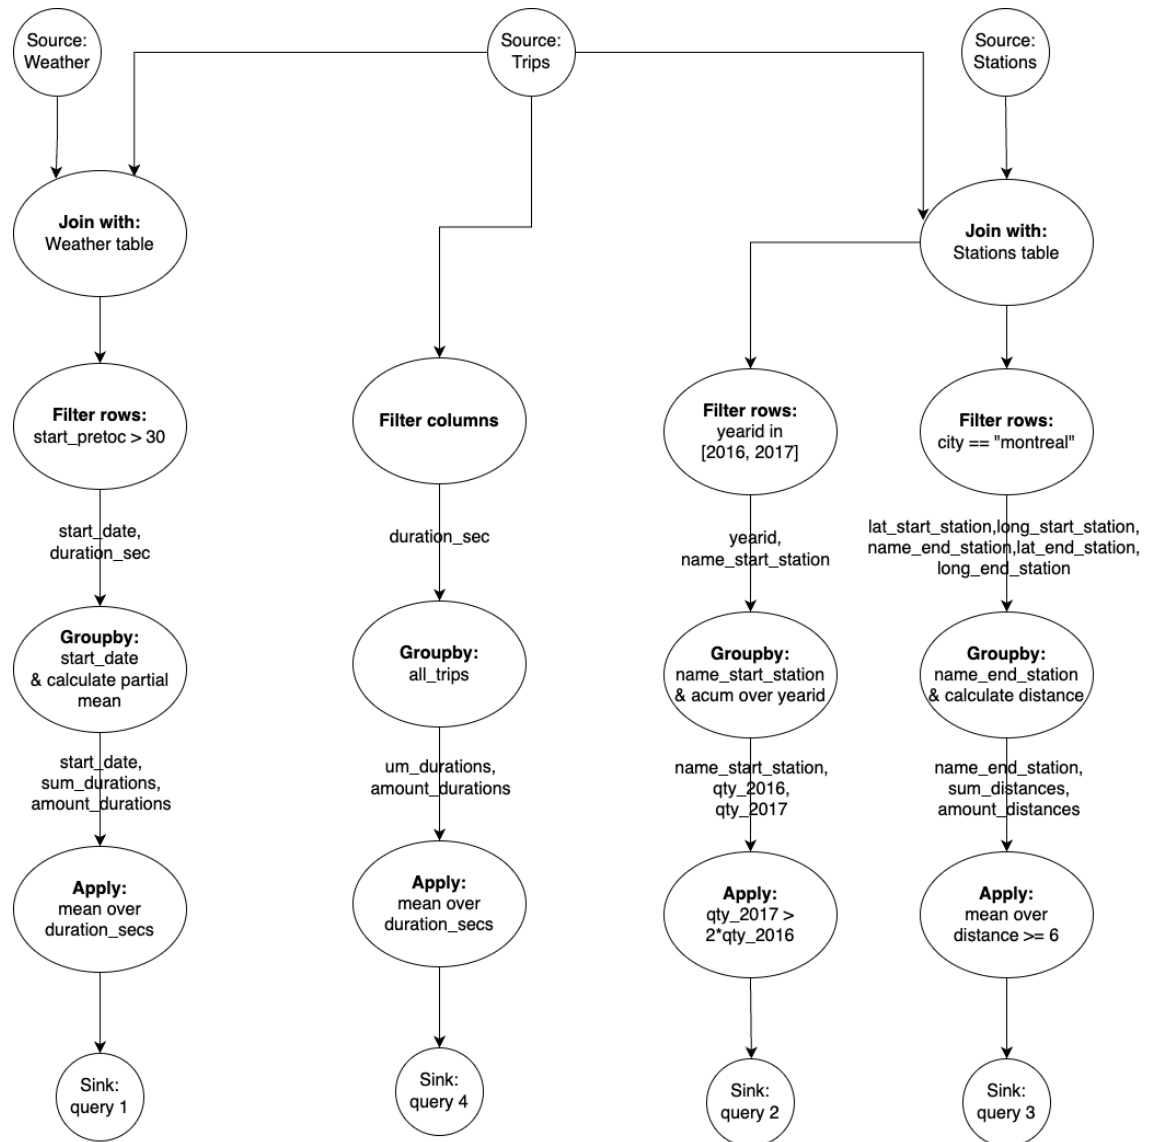 Source:
Weather
Source:
Trips
Source:
Stations
Join with:
Weather table
Join with:
Stations table
Filter rows:
start_pretoc > 30
Filter columns
Filter rows:
yearid in
[2016, 2017]
Filter rows:
city == "montreal"
start_date,
duration_sec
duration_sec
yearid,
name_start_station
lat_start_station,long_start_station,
name_end_station,lat_end_station,
long_end_station
Groupby:
start_date
& calculate partial
mean
Groupby:
all_trips
Groupby:
name_start_station
& acum over yearid
Groupby:
name_end_station
& calculate distance
start_date,
sum_durations,
amount_durations
um_durations,
amount_durations
name_start_station,
qty_2016,
qty_2017
name_end_station,
sum_distances,
amount_distances
Apply:
mean over
duration_secs
Apply:
mean over
duration_secs
Apply:
qty_2017 >
2*qty_2016
Apply:
mean over
distance >= 6
Sink:
query 1
Sink:
query 4
Sink:
query 2
Sink:
query 3